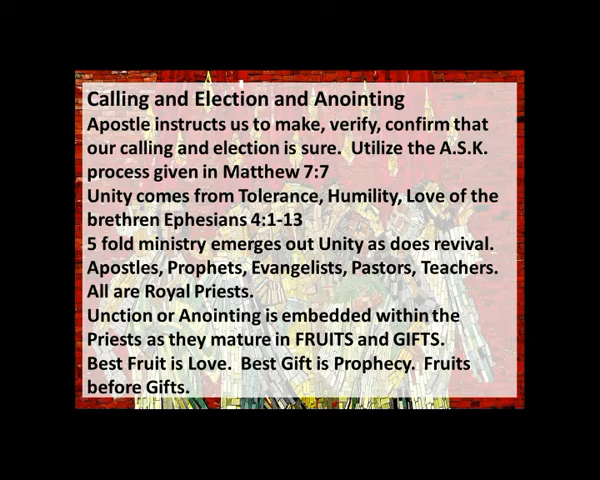 Calling and Election and Anointing
Apostle instructs us to make, verify, confirm that
our calling and election is sure.  Utilize the A.S.K.
process given in Matthew 7:7
Unity comes from Tolerance, Humility, Love of the
brethren Ephesians 4:1-13
5 fold ministry emerges out Unity as does revival.
Apostles, Prophets, Evangelists, Pastors, Teachers.
All are Royal Priests.
Unction or Anointing is embedded within the
Priests as they mature in FRUITS and GIFTS.
Best Fruit is Love.  Best Gift is Prophecy.  Fruits
before Gifts.